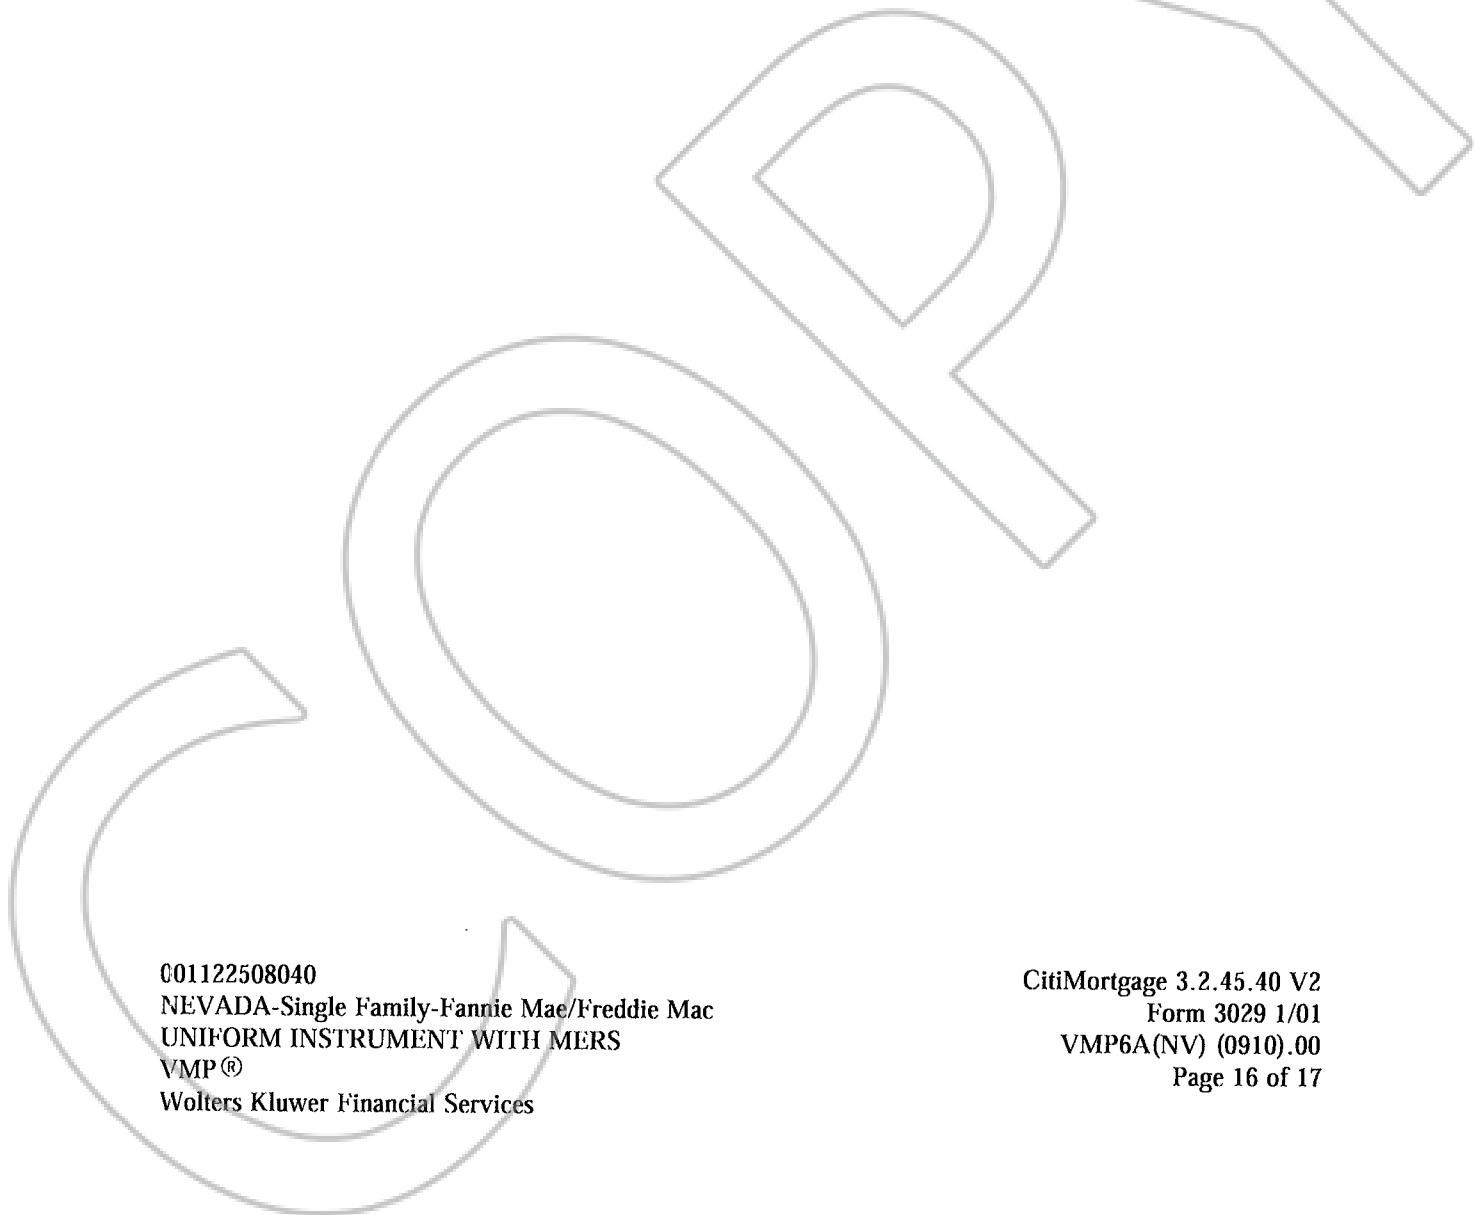 COPY
001122508040
NEVADA-Single Family-Fannie Mae/Freddie Mac
UNIFORM INSTRUMENT WITH MERS
VMP®
Wolters Kluwer Financial Services
CitiMortgage 3.2.45.40 V2
Form 3029 1/01
VMP6A(NV) (0910).00
Page 16 of 17